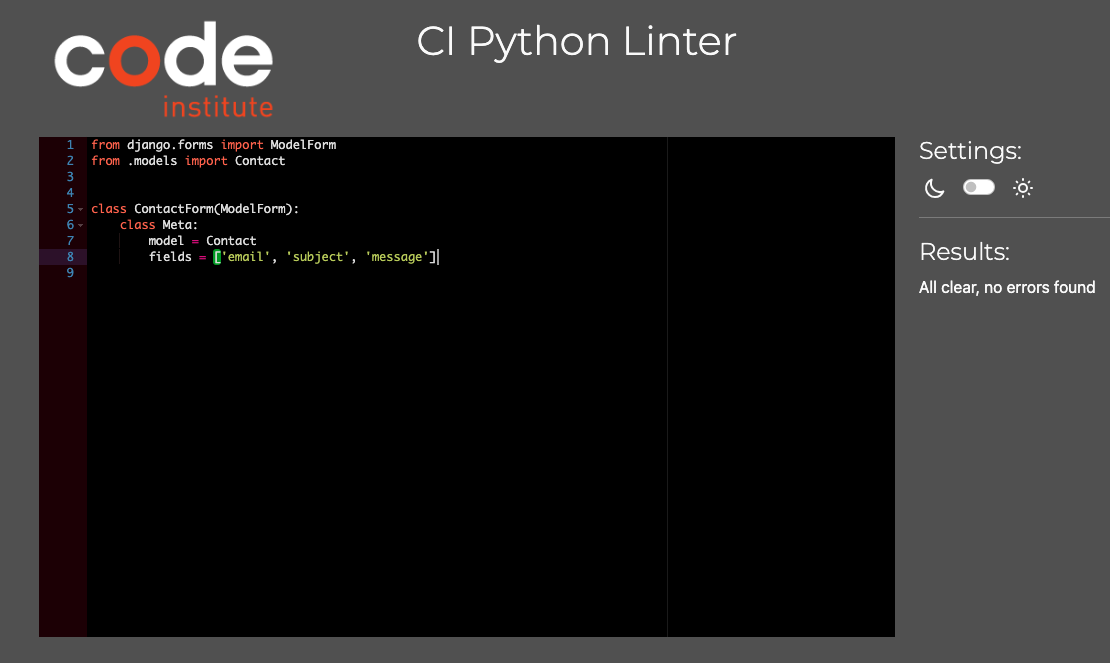 code
institute
CI Python Linter
1 from django.forms import ModelForm
2 from .models import Contact
3
4
5 class ContactForm(ModelForm):
6     class Meta:
7         model = Contact
8         fields = ['email', 'subject', 'message']
9
Settings:
Results:
All clear, no errors found